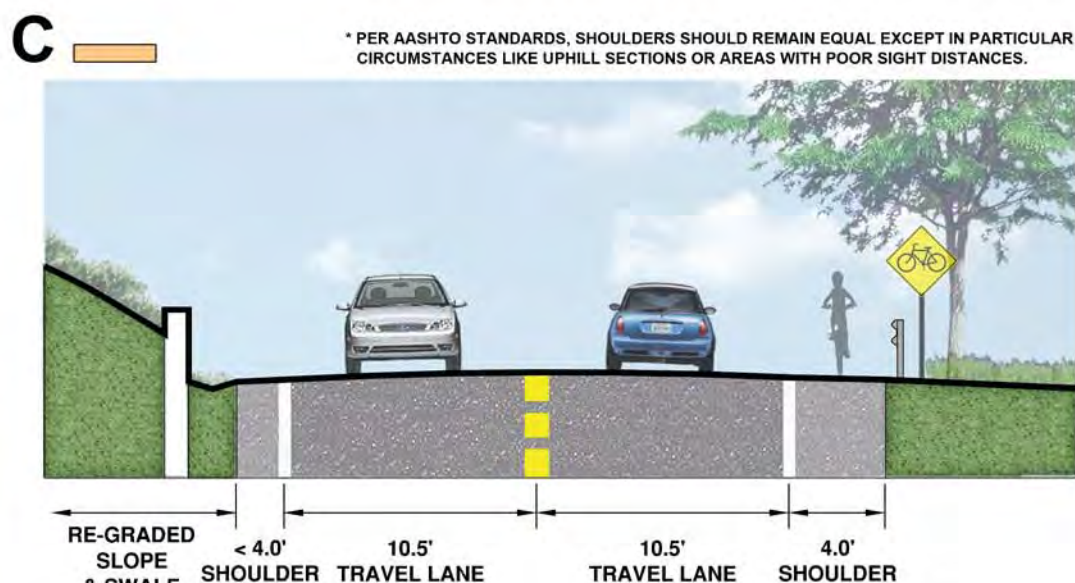 C
* PER AASHTO STANDARDS, SHOULDERS SHOULD REMAIN EQUAL EXCEPT IN PARTICULAR
CIRCUMSTANCES LIKE UPHILL SECTIONS OR AREAS WITH POOR SIGHT DISTANCES.
RE-GRADED
SLOPE
& SWALE
< 4.0'
SHOULDER
10.5'
TRAVEL LANE
10.5'
TRAVEL LANE
4.0'
SHOULDER